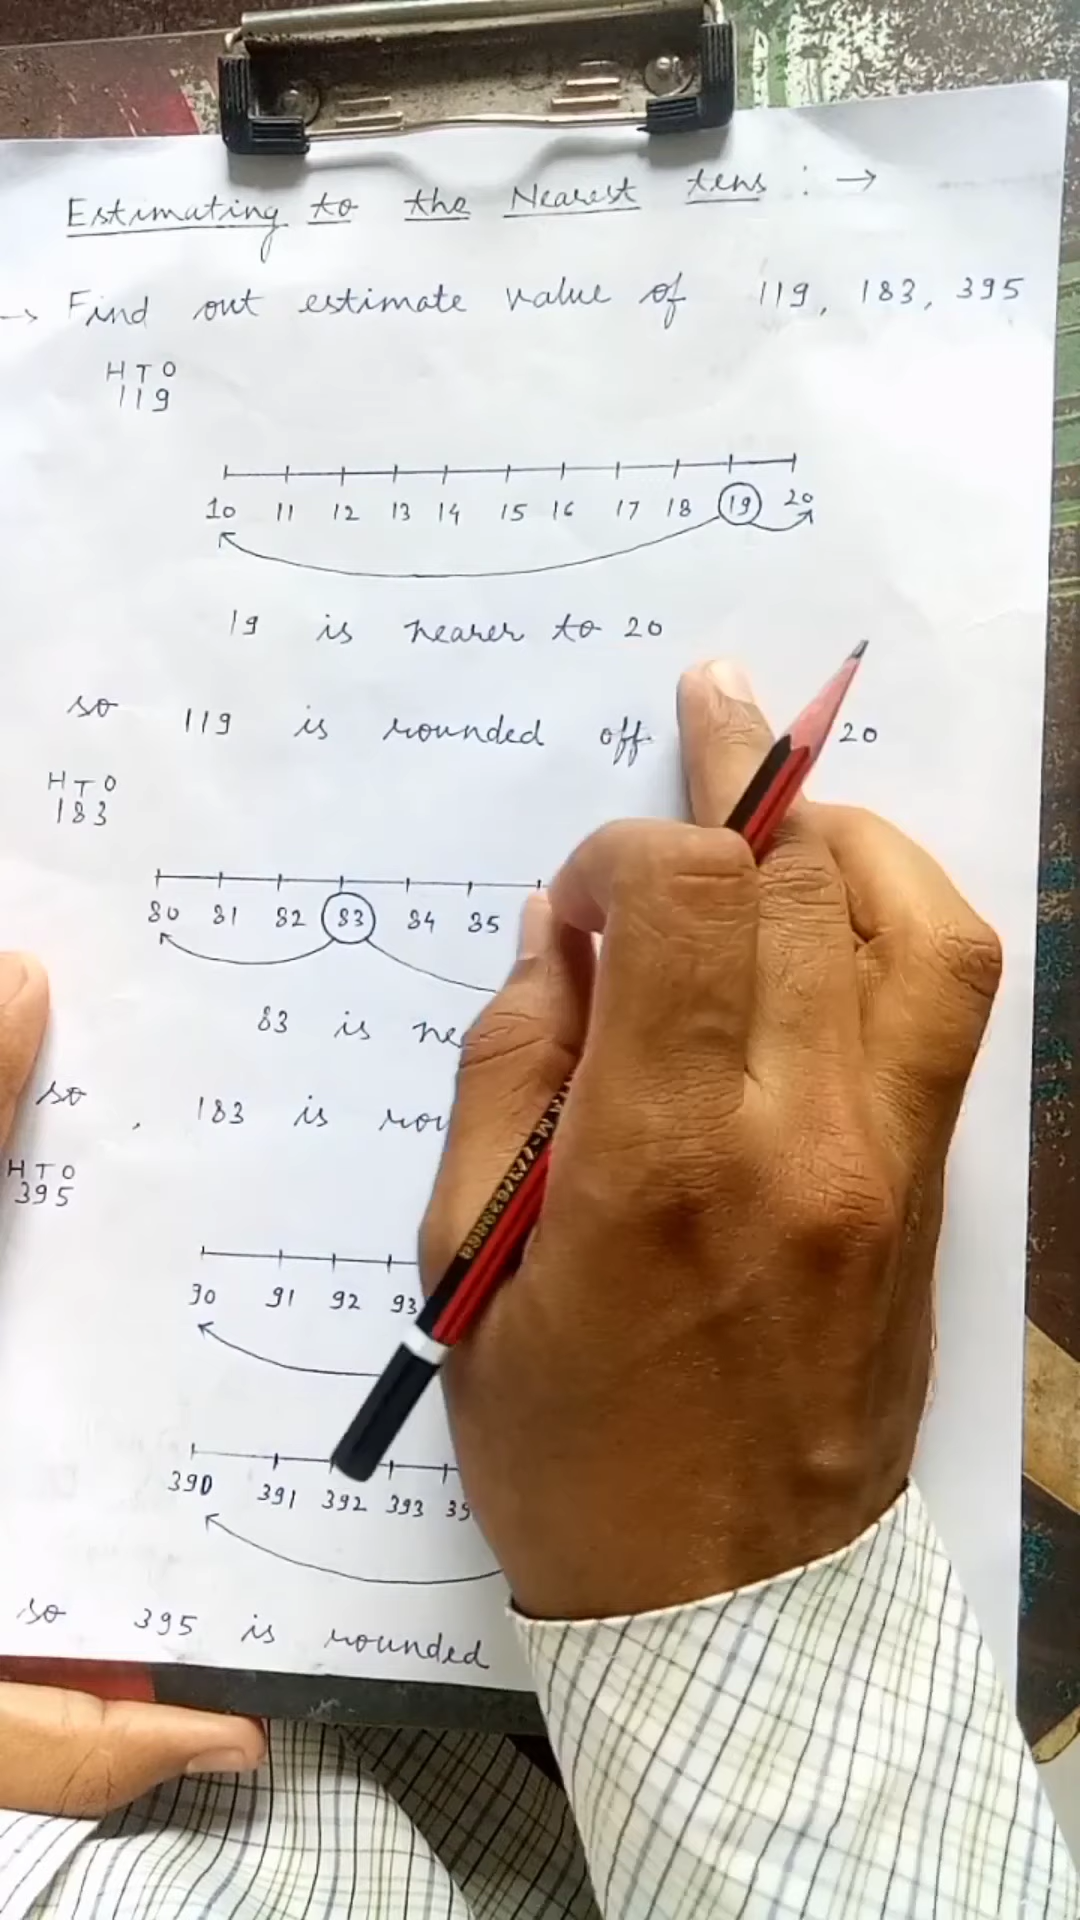 Estimating to the Nearest tens : →
→ Find out estimate value of 119, 183, 395
H T O
119
10 11 12 13 14 15 16 17 18 19 20
19 is nearer to 20
so 119 is rounded off 20
H T O
183
80 81 82 83 84 85
83 is ne
so, 183 is rou
H T O
395
90 91 92 93
390 391 392 393 39
so 395 is rounded